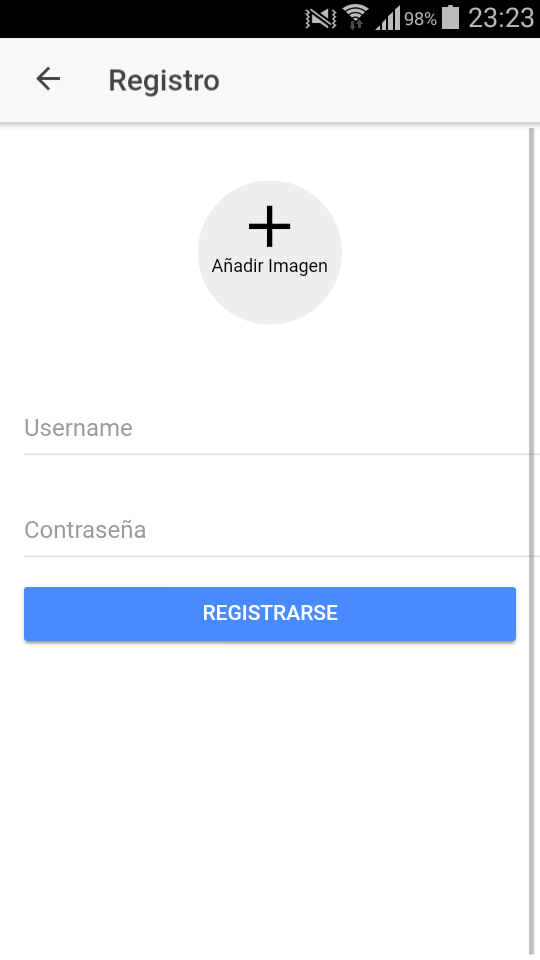 98% 23:23
Registro
Añadir Imagen
Username
Contraseña
REGISTRARSE